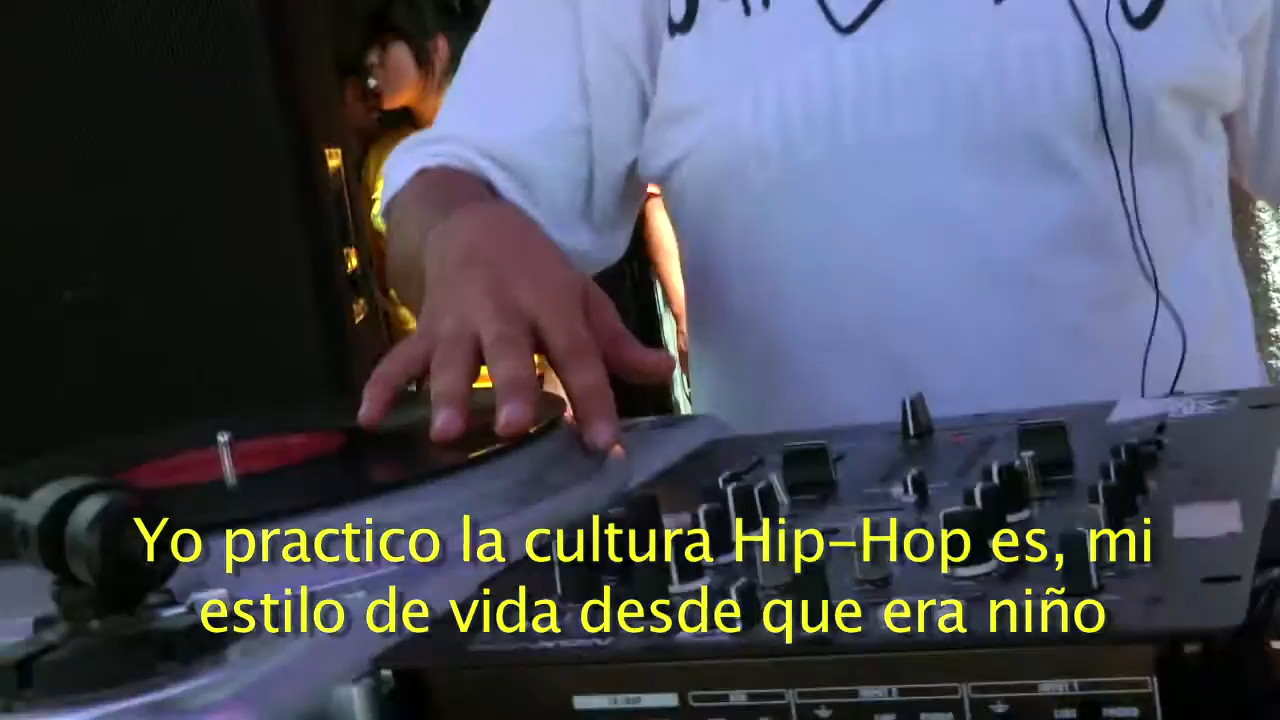 Yo practico la cultura Hip-Hop es, mi
estilo de vida desde que era niño